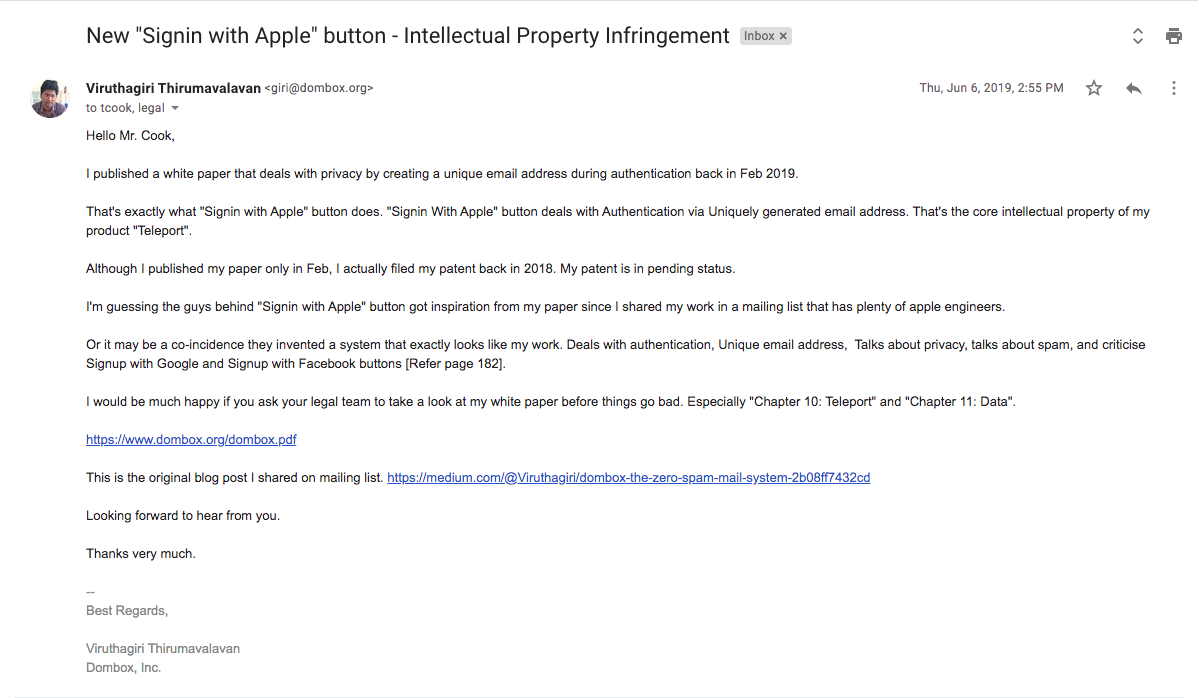 New "Signin with Apple" button - Intellectual Property Infringement Inbox ×
Viruthagiri Thirumavalavan <giri@dombox.org> Thu, Jun 6, 2019, 2:55 PM
to tcook, legal
Hello Mr. Cook,
I published a white paper that deals with privacy by creating a unique email address during authentication back in Feb 2019.
That's exactly what "Signin with Apple" button does. "Signin With Apple" button deals with Authentication via Uniquely generated email address. That's the core intellectual property of my
product "Teleport".
Although I published my paper only in Feb, I actually filed my patent back in 2018. My patent is in pending status.
I'm guessing the guys behind "Signin with Apple" button got inspiration from my paper since I shared my work in a mailing list that has plenty of apple engineers.
Or it may be a co-incidence they invented a system that exactly looks like my work. Deals with authentication, Unique email address,  Talks about privacy, talks about spam, and criticise
Signup with Google and Signup with Facebook buttons [Refer page 182].
I would be much happy if you ask your legal team to take a look at my white paper before things go bad. Especially "Chapter 10: Teleport" and "Chapter 11: Data".
https://www.dombox.org/dombox.pdf
This is the original blog post I shared on mailing list. https://medium.com/@Viruthagiri/dombox-the-zero-spam-mail-system-2b08ff7432cd
Looking forward to hear from you.
Thanks very much.
--
Best Regards,
Viruthagiri Thirumavalavan
Dombox, Inc.